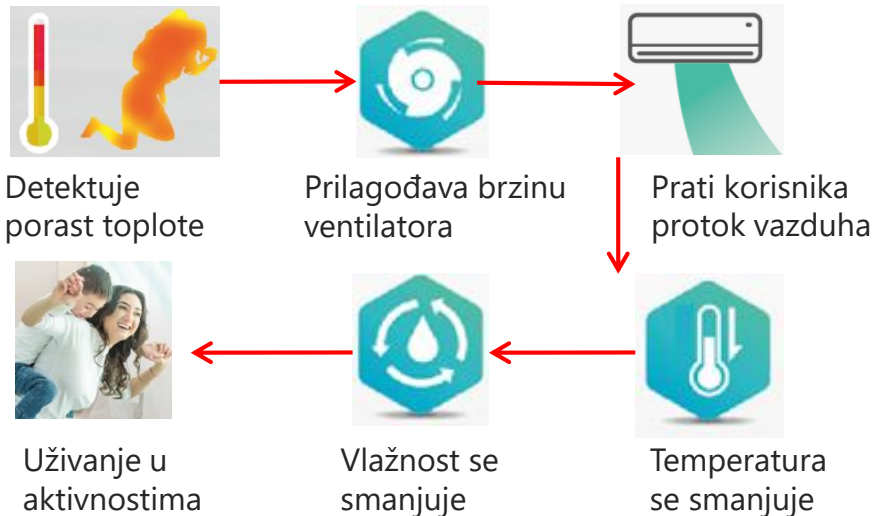 Detektuje
porast toplote
Prilagođava brzinu
ventilatora
Prati korisnika
protok vazduha
Uživanje u
aktivnostima
Vlažnost se
smanjuje
Temperatura
se smanjuje